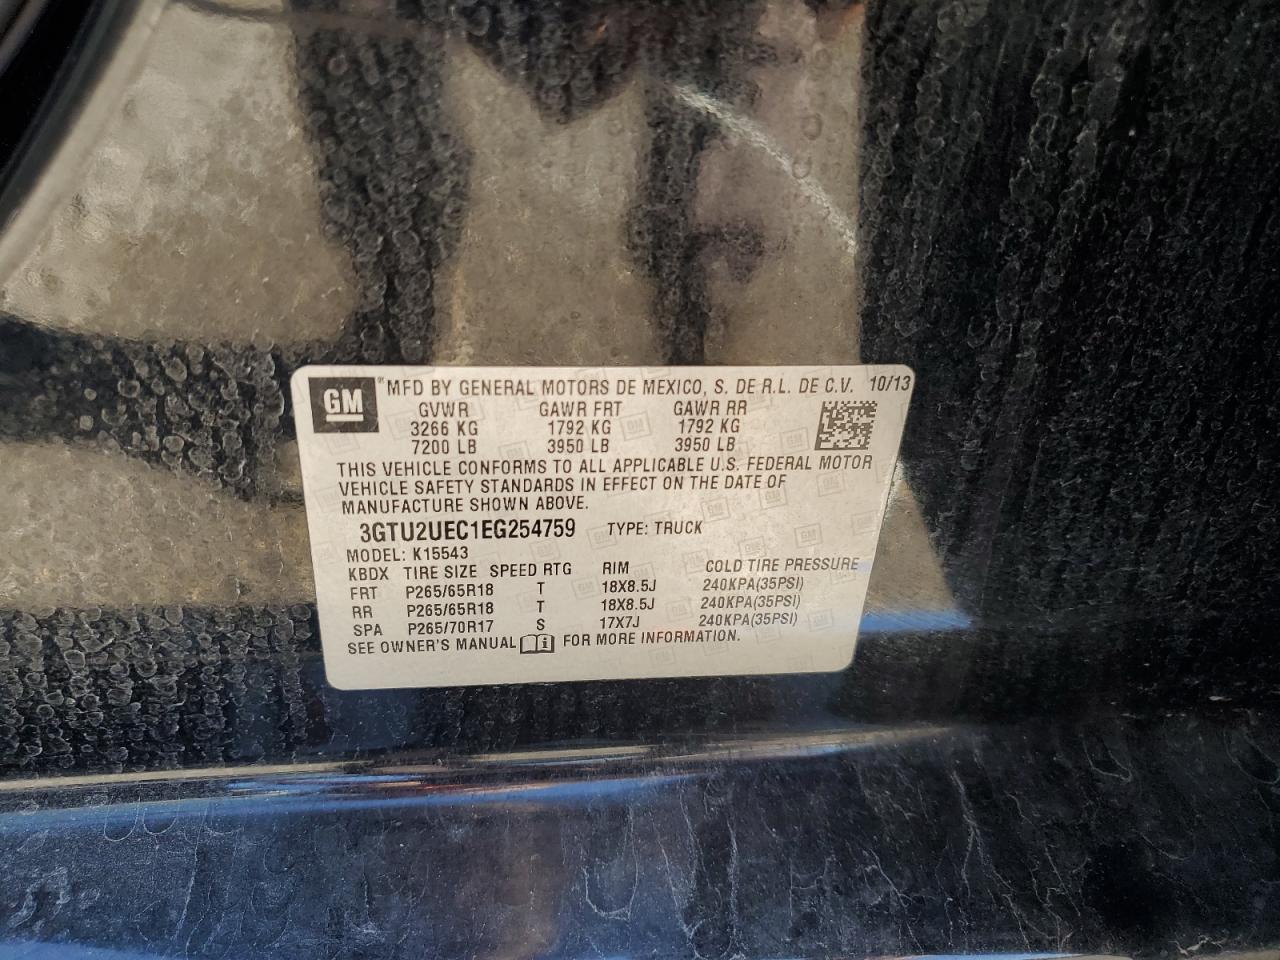 GM ® MFD BY GENERAL MOTORS DE MEXICO, S. DE R.L. DE C.V. 10/13
GVWR GAWR FRT GAWR RR
3266 KG 1792 KG 1792 KG
7200 LB 3950 LB 3950 LB
THIS VEHICLE CONFORMS TO ALL APPLICABLE U.S. FEDERAL MOTOR
VEHICLE SAFETY STANDARDS IN EFFECT ON THE DATE OF
MANUFACTURE SHOWN ABOVE.
3GTU2UEC1EG254759 TYPE: TRUCK
MODEL: K15543
KBDX TIRE SIZE SPEED RTG RIM COLD TIRE PRESSURE
FRT P265/65R18 T 18X8.5J 240KPA(35PSI)
RR P265/65R18 T 18X8.5J 240KPA(35PSI)
SPA P265/70R17 S 17X7J 240KPA(35PSI)
SEE OWNER'S MANUAL FOR MORE INFORMATION.